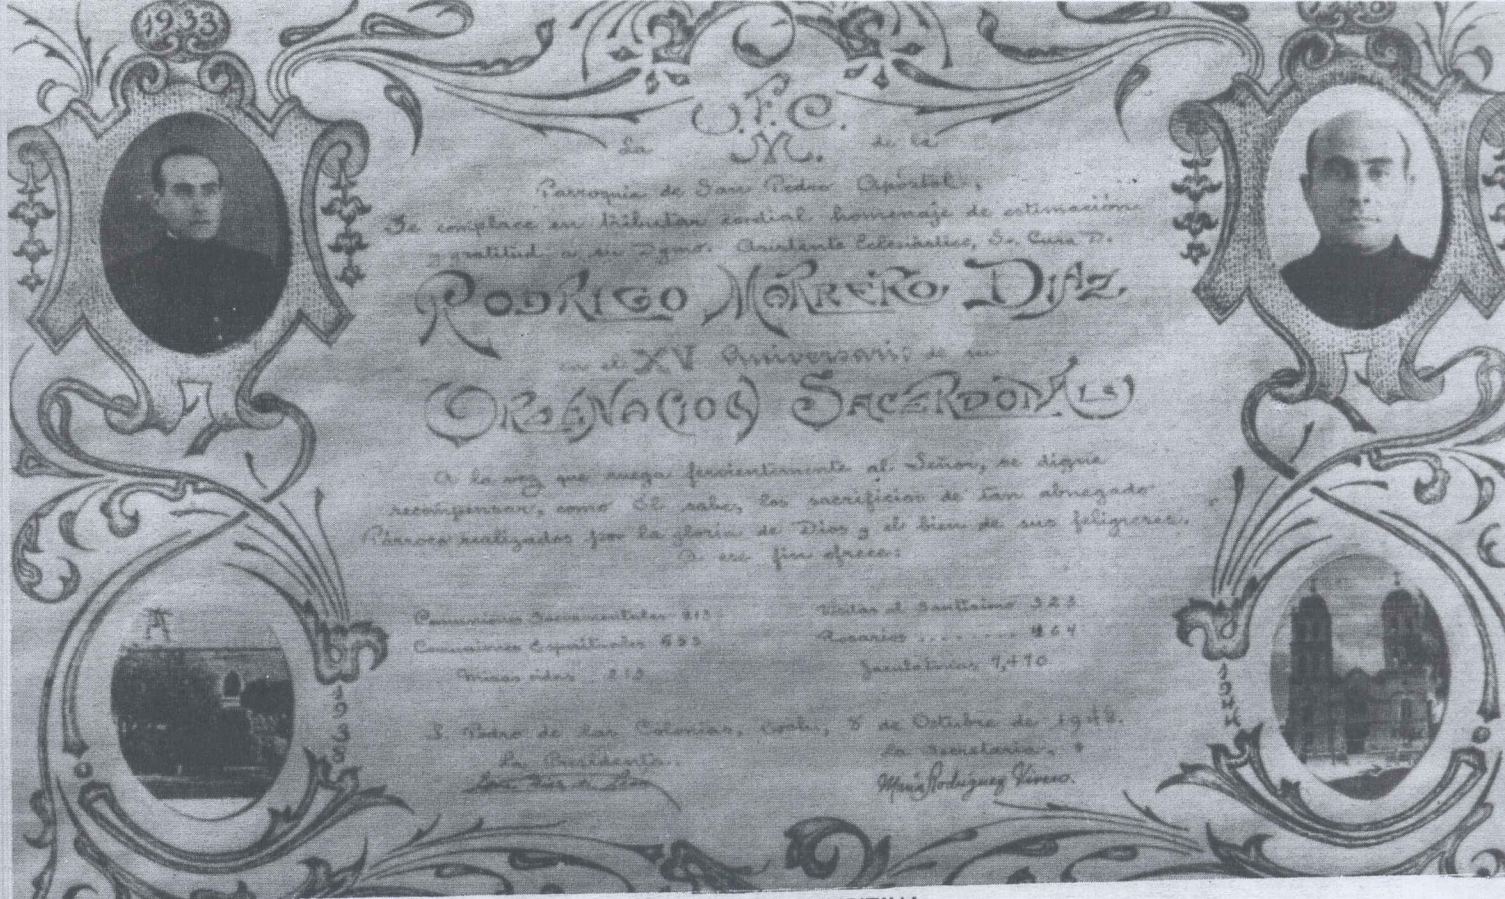 1933
U.F.C.
La M. de la
Parroquia de San Pedro Apóstol,
Se complace en tributar cordial homenaje de estimación
y gratitud a su Dgmo. Asistente Eclesiástico, Sr. Cura D.
RODRIGO MARRERO DIAZ
en el XV Aniversario de su
ORDENACION SACERDOTAL
A la vez que ruega fervientemente al Señor, se digne
recompensar, como Él sabe, los sacrificios de tan abnegado
Párroco realizados por la gloria de Dios y el bien de sus feligreses.
A ese fin ofrece:
Comuniones Sacramentales 213
Comuniones Espirituales
Misas oidas 212
Visitas al Santísimo 323
Rosarios ........ 264
Jaculatorias 7,470
1938
1944
S. Pedro de las Colonias, Coah., 8 de Octubre de 1948.
La Presidenta.
La Secretaria,
María Rodríguez Vivero.